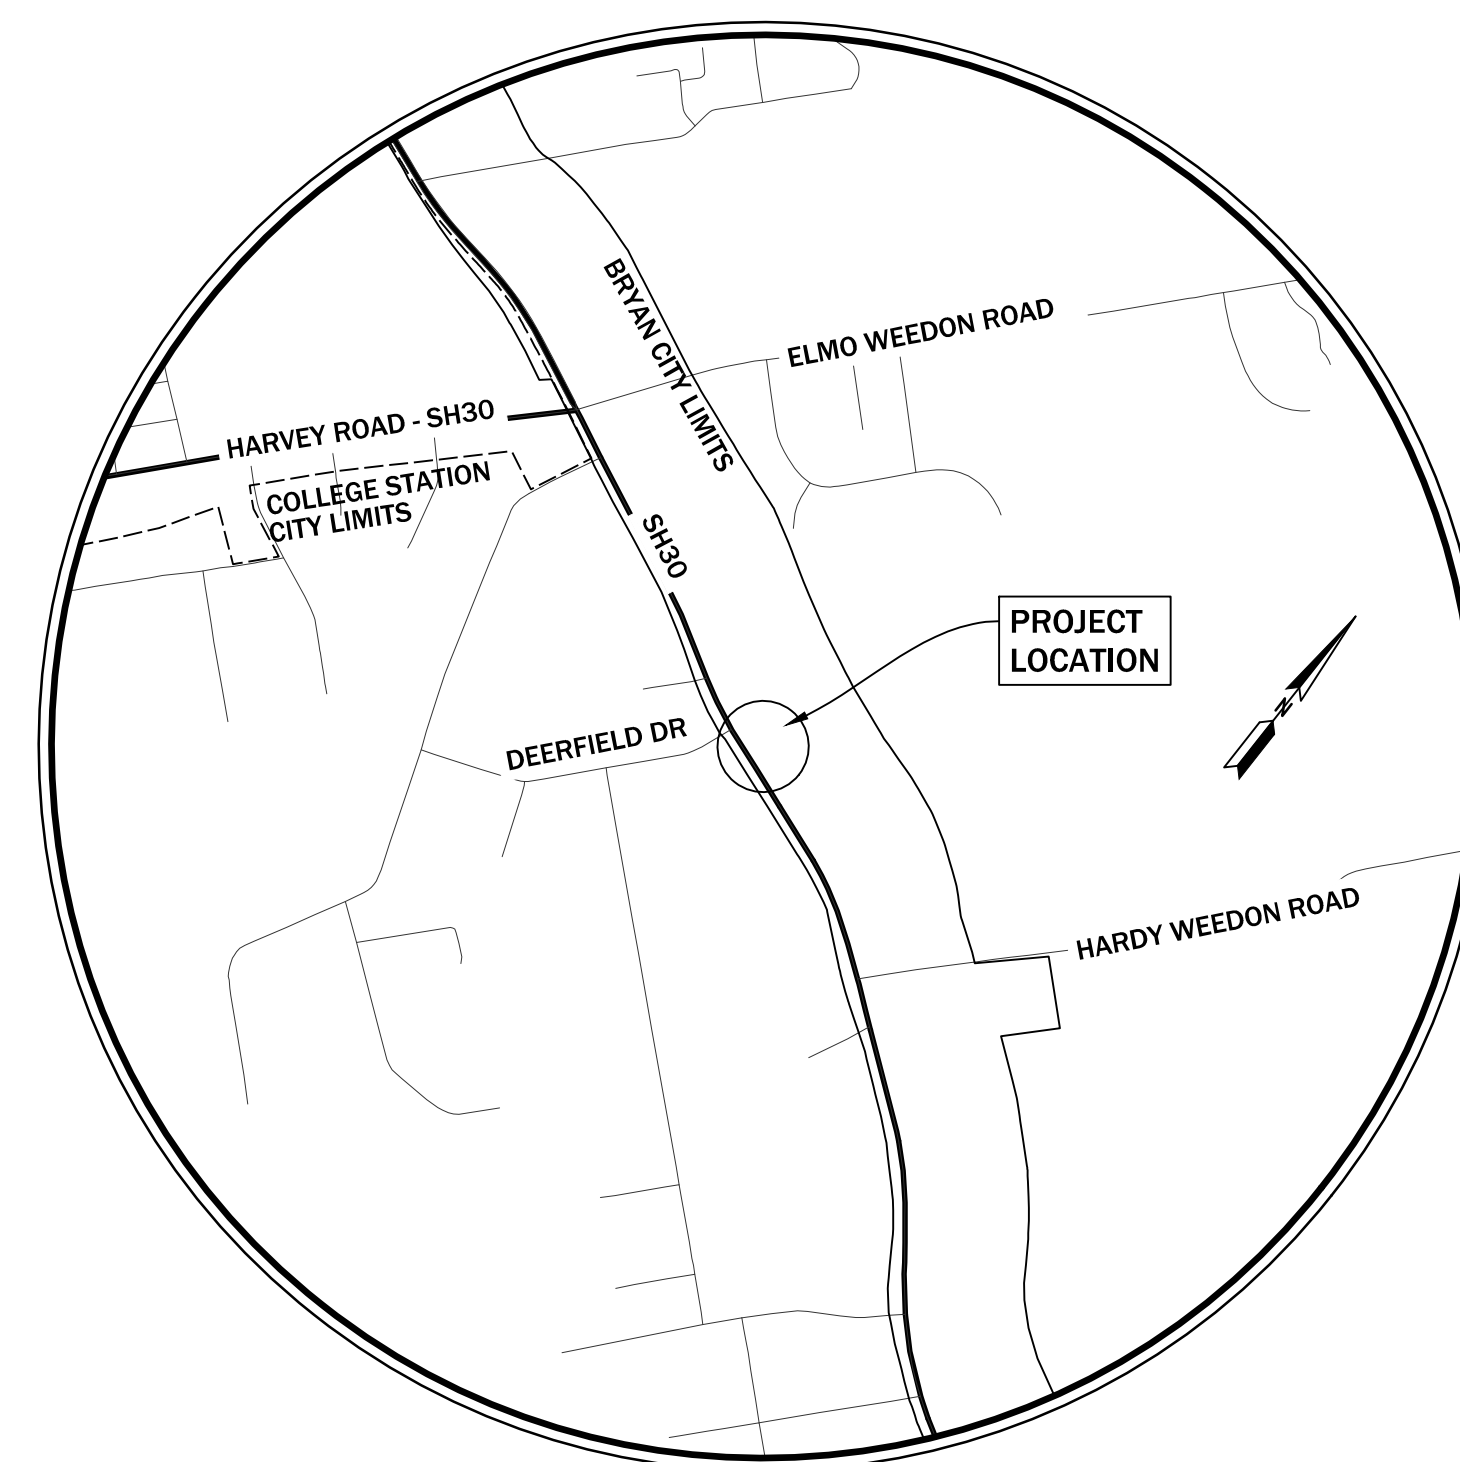 BRYAN CITY LIMITS
ELMO WEEDON ROAD
HARVEY ROAD - SH30
COLLEGE STATION
CITY LIMITS
SH30
PROJECT
LOCATION
N
DEERFIELD DR
HARDY WEEDON ROAD